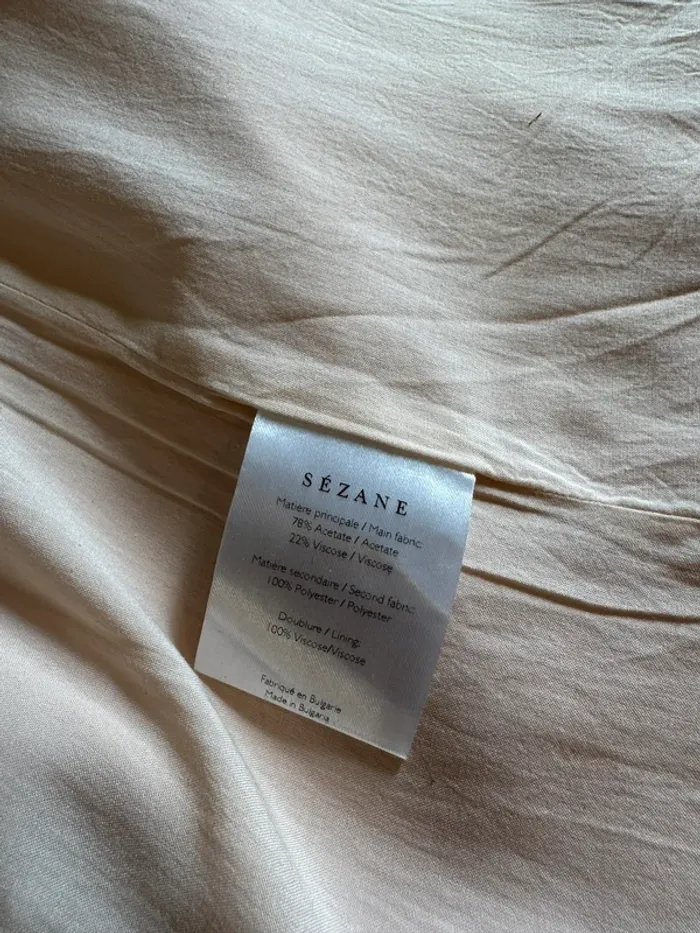 SÉZANE
Matière principale / Main fabric:
78% Acetate / Acetate
22% Viscose / Viscose
Matière secondaire / Second fabric:
100% Polyester / Polyester
Doublure / Lining:
100% Viscose/Viscose
Fabriqué en Bulgarie
Made in Bulgaria